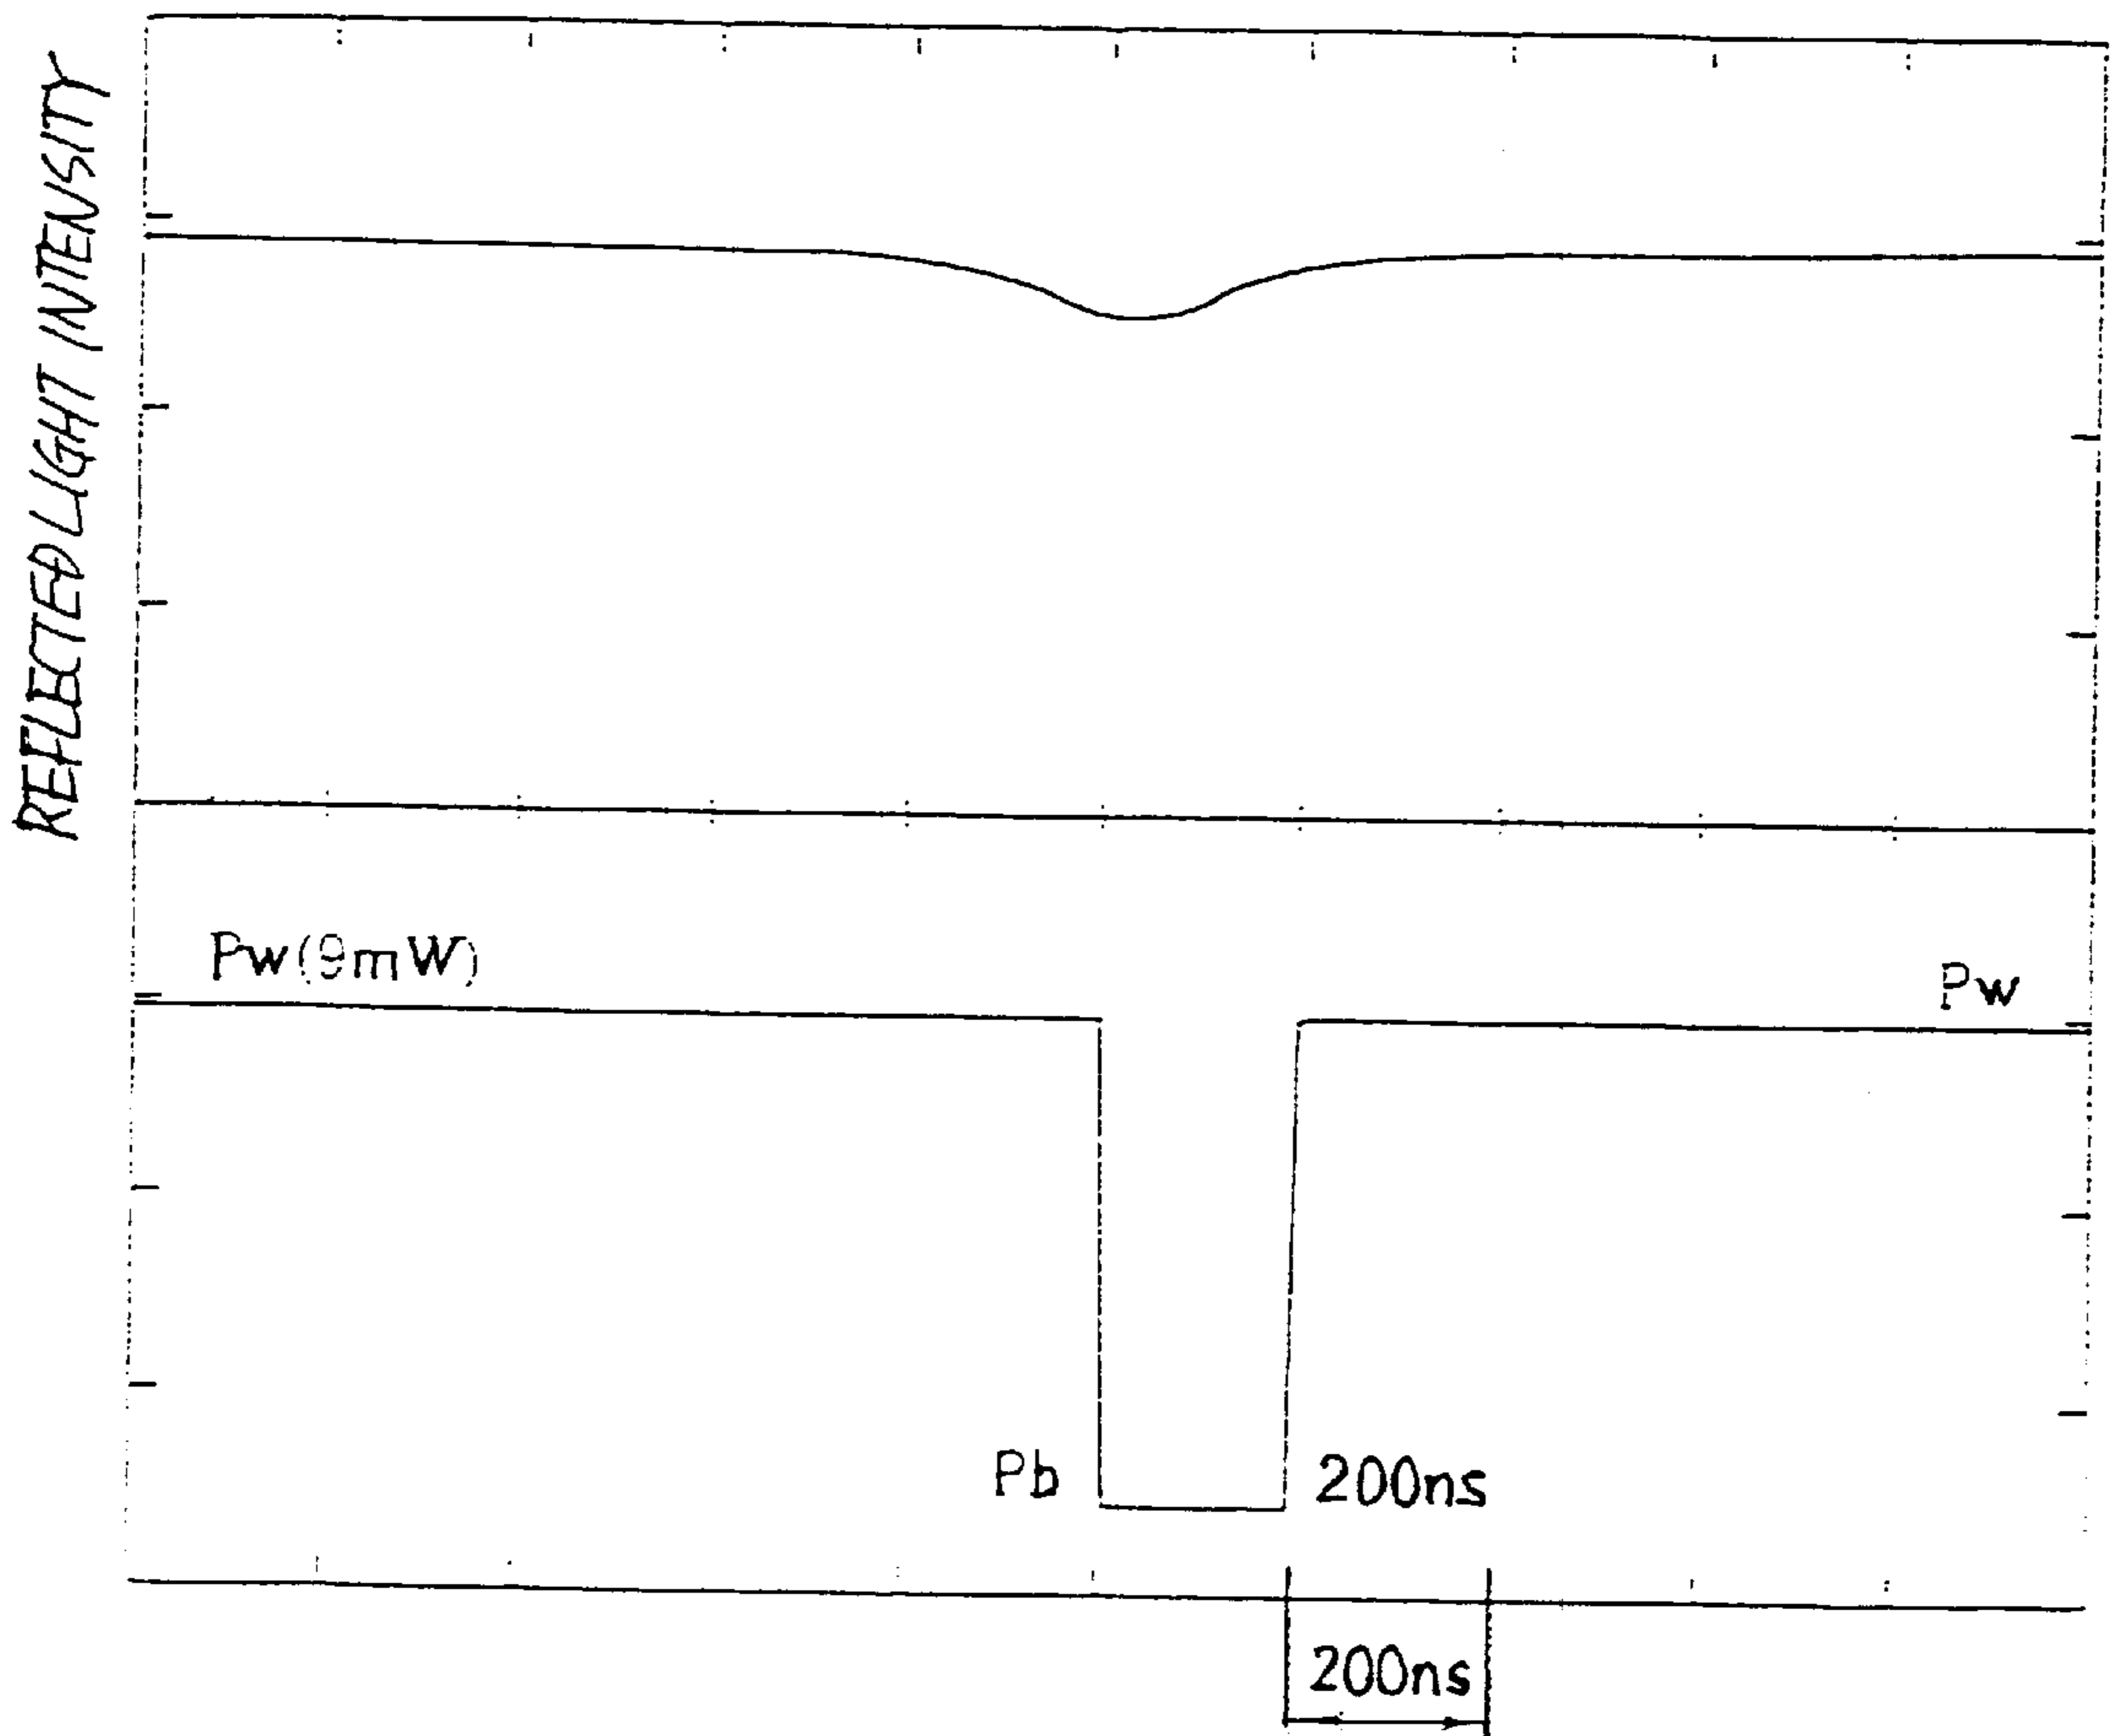 REFLECTED LIGHT INTENSITY
Pw(9mW)
Pw
Pb
200ns
200ns